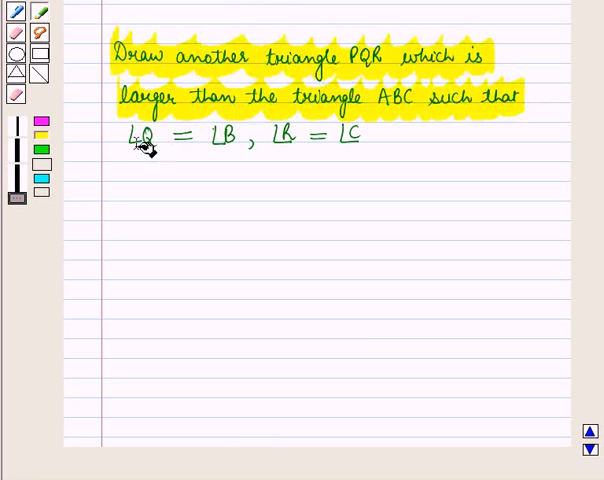 Draw another triangle PQR which is
larger than the triangle ABC such that
∠Q = ∠B , ∠R = ∠C